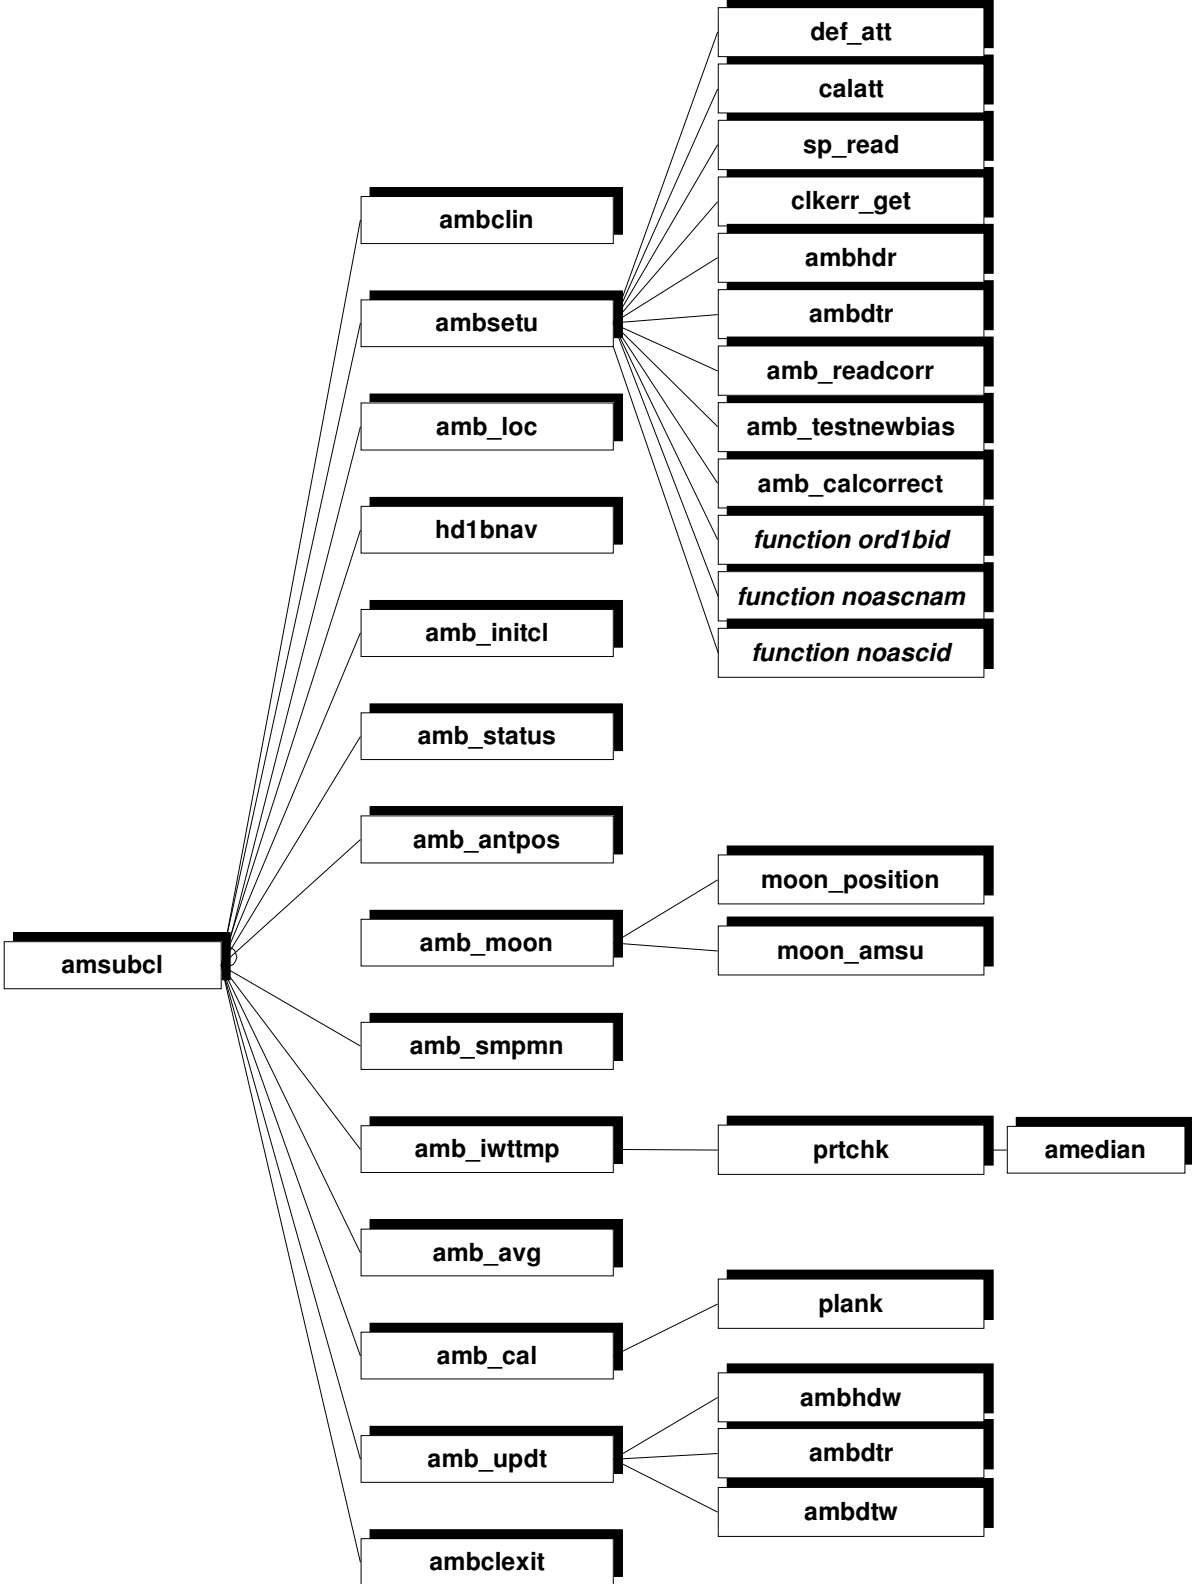 def_att
calatt
sp_read
clkerr_get
ambhdr
ambdtr
amb_readcorr
amb_testnewbias
amb_calcorrect
function ord1bid
function noascnam
function noascid
ambclin
ambsetu
amb_loc
hd1bnav
amb_initcl
amb_status
amb_antpos
amb_moon
moon_position
moon_amsu
amsubcl
amb_smpmn
amb_iwttmp
prtchk
amedian
amb_avg
amb_cal
plank
amb_updt
ambhdw
ambdtr
ambdtw
ambclexit